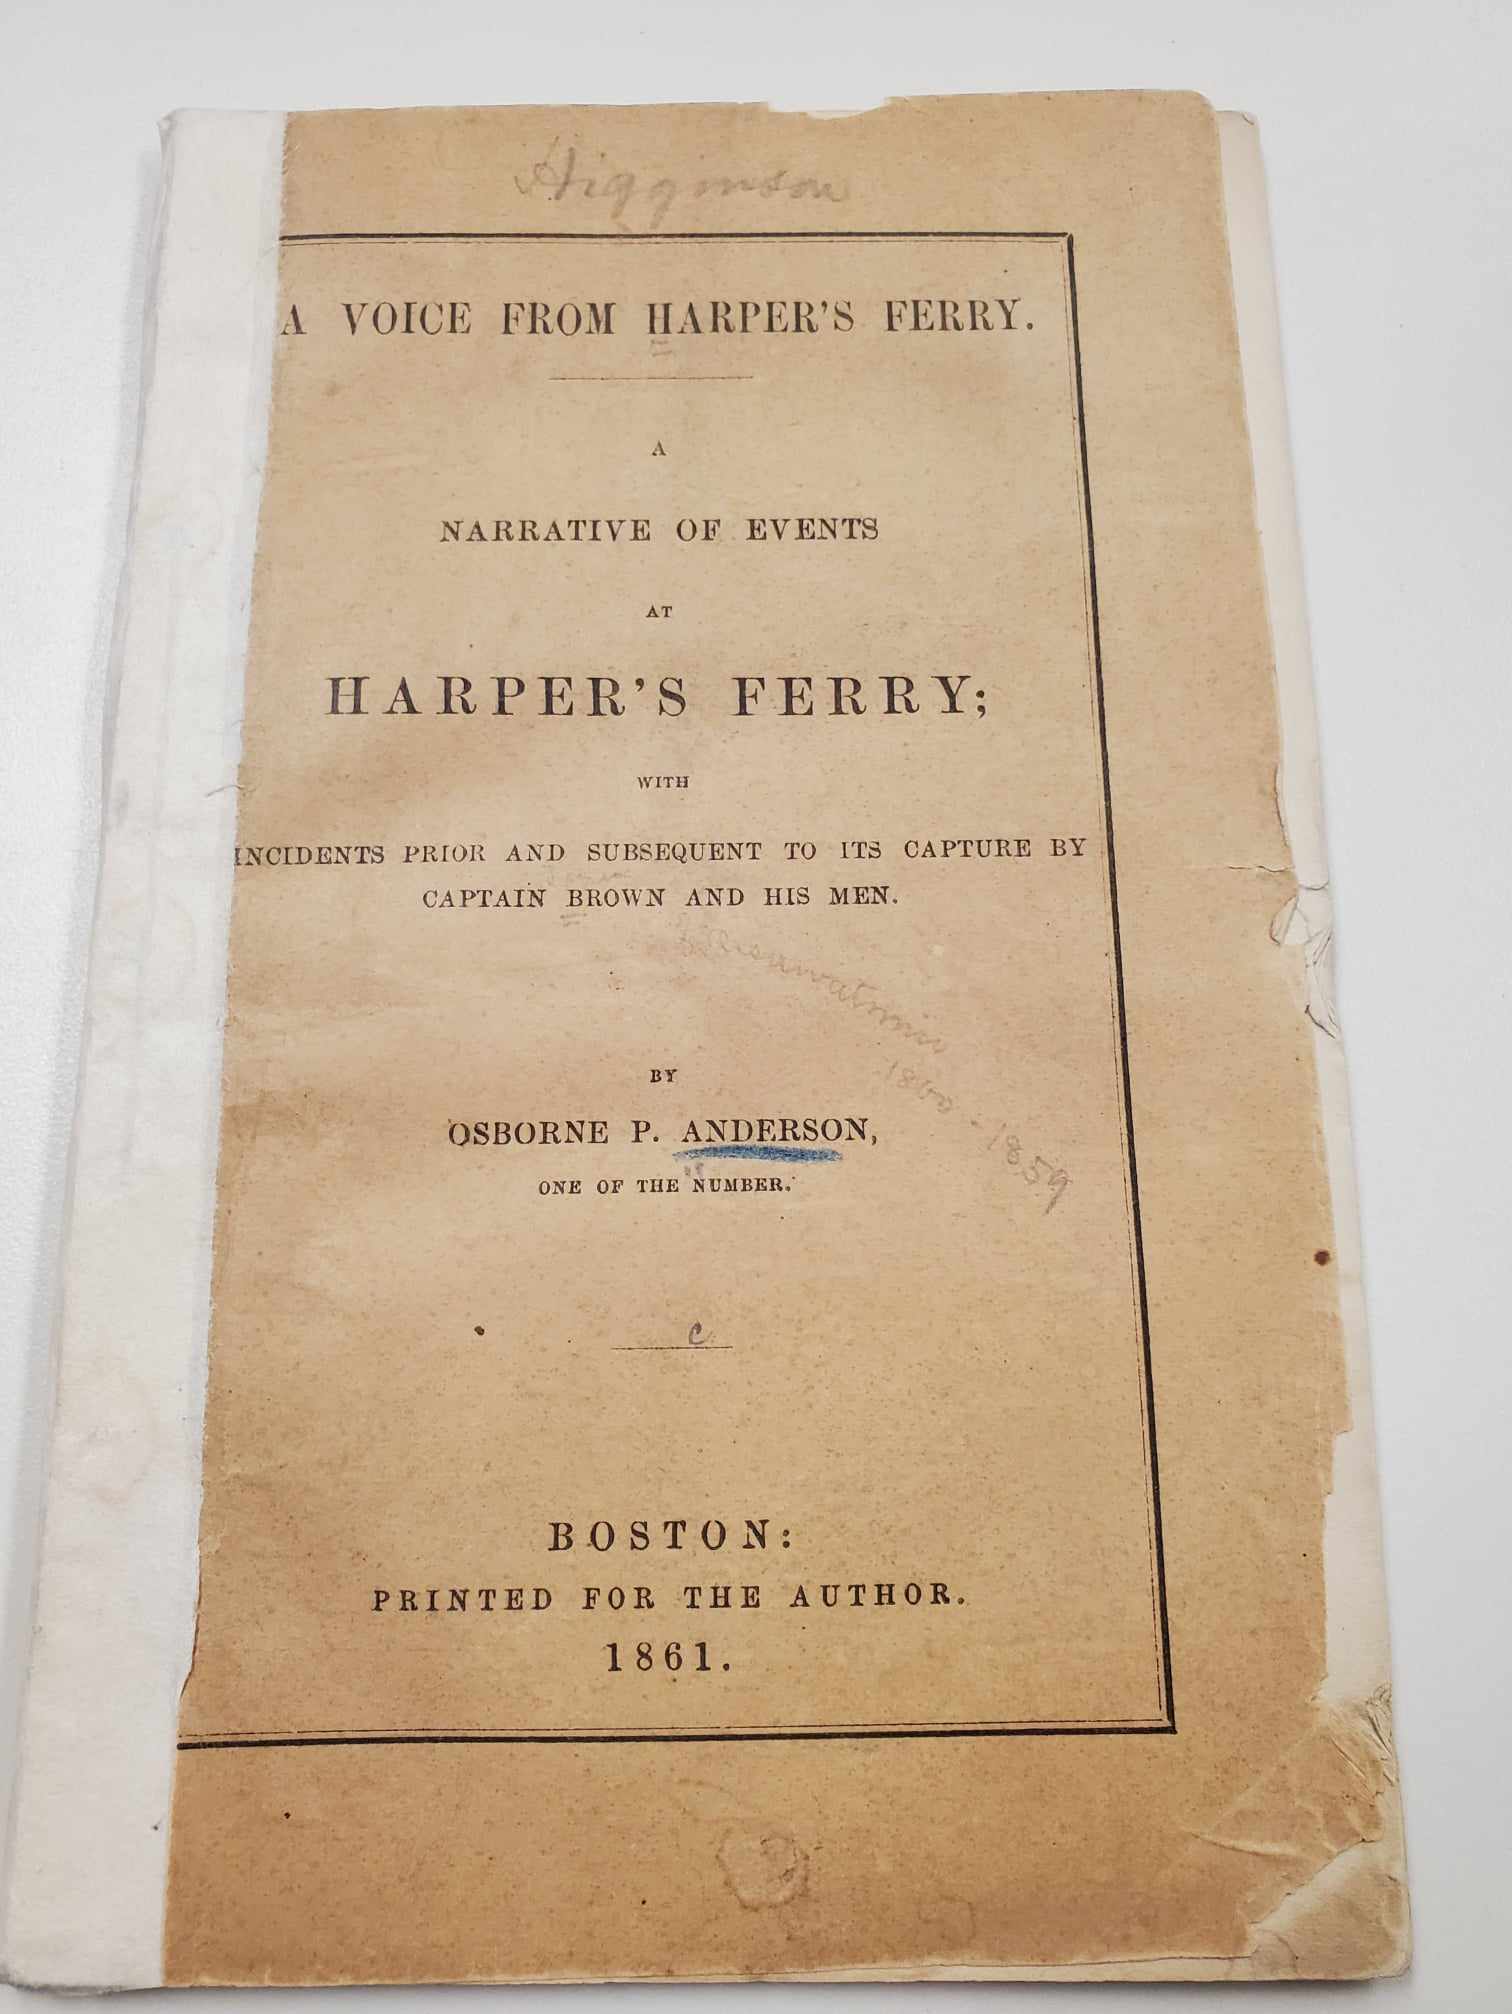 Higginson
A VOICE FROM HARPER'S FERRY.
A
NARRATIVE OF EVENTS
AT
HARPER'S FERRY;
WITH
INCIDENTS PRIOR AND SUBSEQUENT TO ITS CAPTURE BY
CAPTAIN BROWN AND HIS MEN.
BY
OSBORNE P. ANDERSON,
ONE OF THE NUMBER.
1860 - 1859
c
BOSTON:
PRINTED FOR THE AUTHOR.
1861.